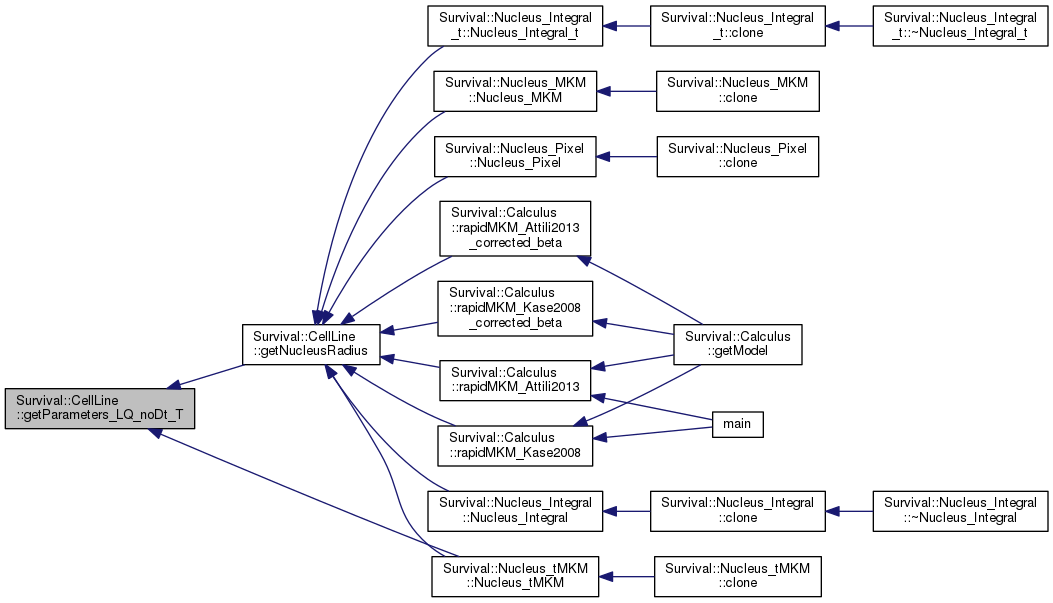 Survival::Nucleus_Integral
_t::Nucleus_Integral_t
Survival::Nucleus_Integral
_t::clone
Survival::Nucleus_Integral
_t::~Nucleus_Integral_t
Survival::Nucleus_MKM
::Nucleus_MKM
Survival::Nucleus_MKM
::clone
Survival::Nucleus_Pixel
::Nucleus_Pixel
Survival::Nucleus_Pixel
::clone
Survival::Calculus
::rapidMKM_Attili2013
_corrected_beta
Survival::Calculus
::rapidMKM_Kase2008
_corrected_beta
Survival::CellLine
::getNucleusRadius
Survival::Calculus
::getModel
Survival::Calculus
::rapidMKM_Attili2013
Survival::CellLine
::getParameters_LQ_noDt_T
main
Survival::Calculus
::rapidMKM_Kase2008
Survival::Nucleus_Integral
::Nucleus_Integral
Survival::Nucleus_Integral
::clone
Survival::Nucleus_Integral
::~Nucleus_Integral
Survival::Nucleus_tMKM
::Nucleus_tMKM
Survival::Nucleus_tMKM
::clone